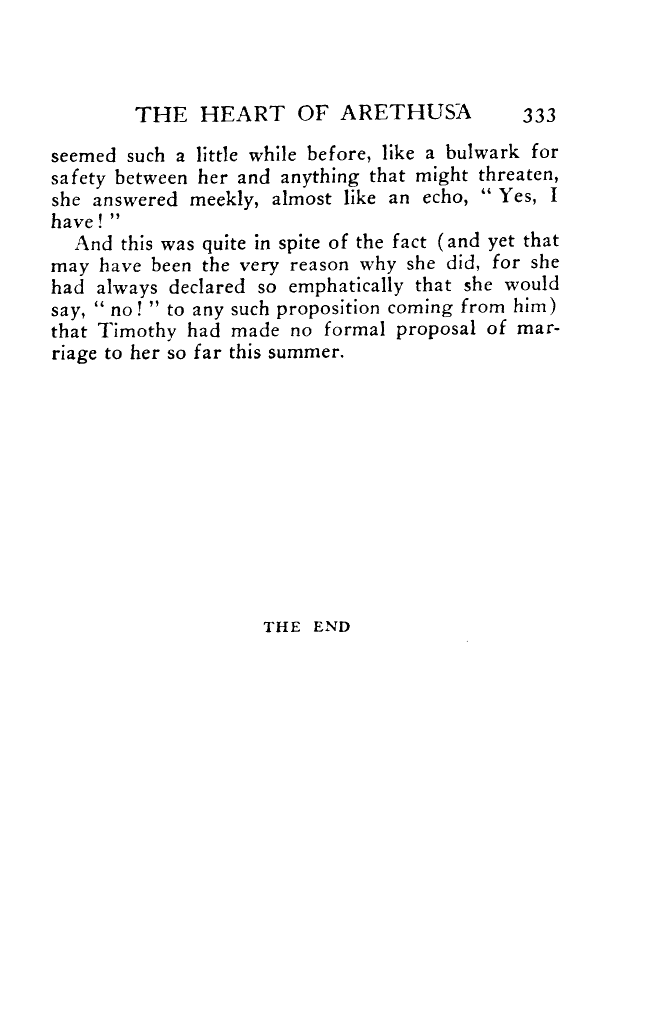 THE HEART OF ARETHUSA 333
seemed such a little while before, like a bulwark for
safety between her and anything that might threaten,
she answered meekly, almost like an echo, “ Yes, I
have! ”
And this was quite in spite of the fact (and yet that
may have been the very reason why she did, for she
had always declared so emphatically that she would
say, “ no! ” to any such proposition coming from him)
that Timothy had made no formal proposal of mar-
riage to her so far this summer.
THE END